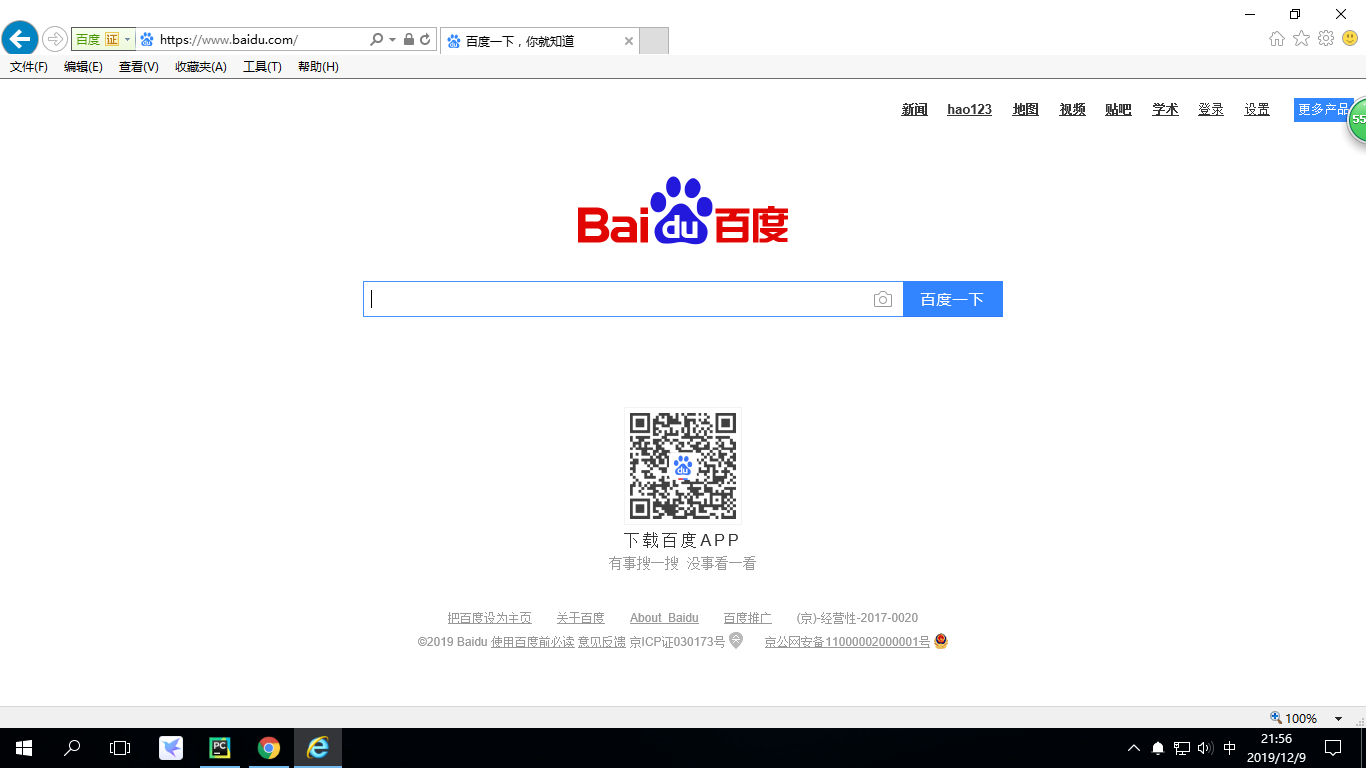 百度 证 https://www.baidu.com/ 百度一下，你就知道
文件(F) 编辑(E) 查看(V) 收藏夹(A) 工具(T) 帮助(H)
新闻 hao123 地图 视频 贴吧 学术 登录 设置 更多产品
55
Bai du 百度
百度一下
du
下载百度APP
有事搜一搜 没事看一看
把百度设为主页 关于百度 About Baidu 百度推广 (京)-经营性-2017-0020
©2019 Baidu 使用百度前必读 意见反馈 京ICP证030173号 京公网安备11000002000001号
100%
PC
中
21:56
2019/12/9